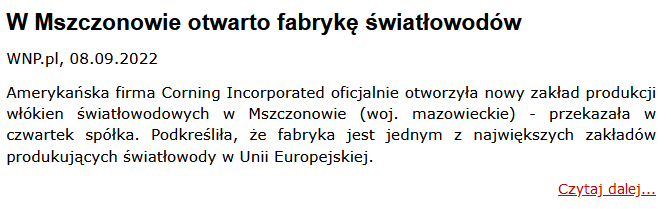 W Mszczonowie otwarto fabrykę światłowodów
WNP.pl, 08.09.2022
Amerykańska firma Corning Incorporated oficjalnie otworzyła nowy zakład produkcji
włókien światłowodowych w Mszczonowie (woj. mazowieckie) - przekazała w
czwartek spółka. Podkreśliła, że fabryka jest jednym z największych zakładów
produkujących światłowody w Unii Europejskiej.
Czytaj dalej...